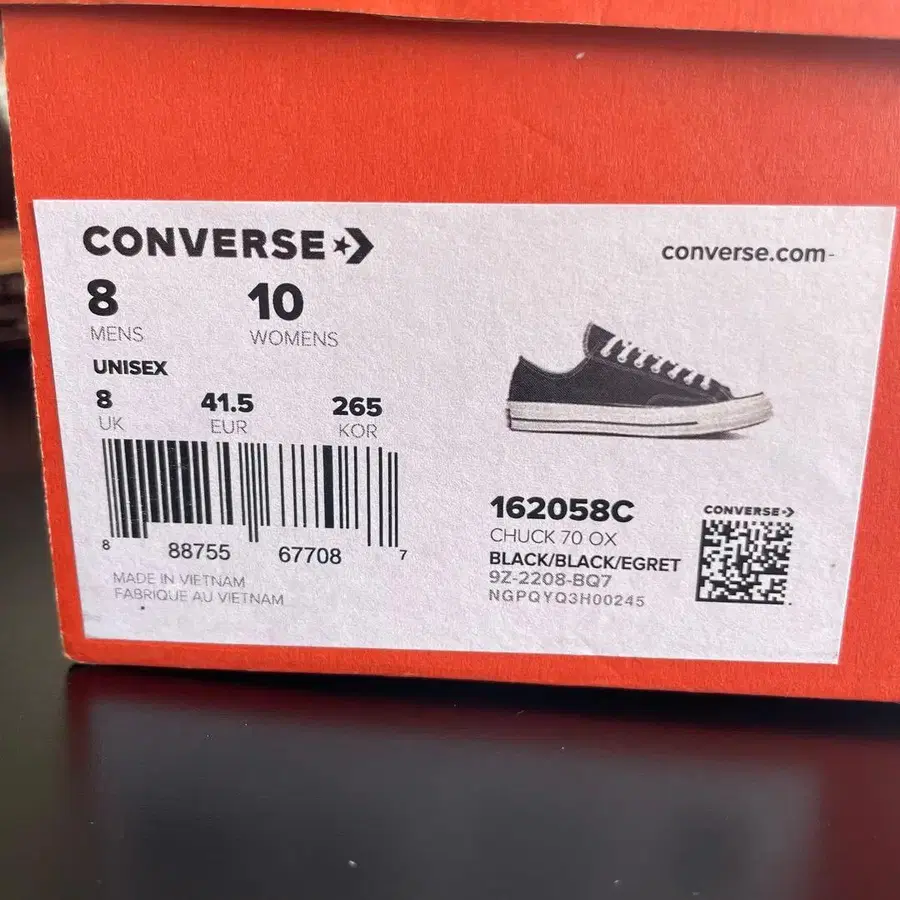 CONVERSE
converse.com
8 10
MENS WOMENS
UNISEX
8 41.5 265
UK EUR KOR
8 88755 67708 7
MADE IN VIETNAM
FABRIQUE AU VIETNAM
162058C
CHUCK 70 OX
BLACK/BLACK/EGRET
9Z-2208-BQ7
NGPQYQ3H00245
CONVERSE